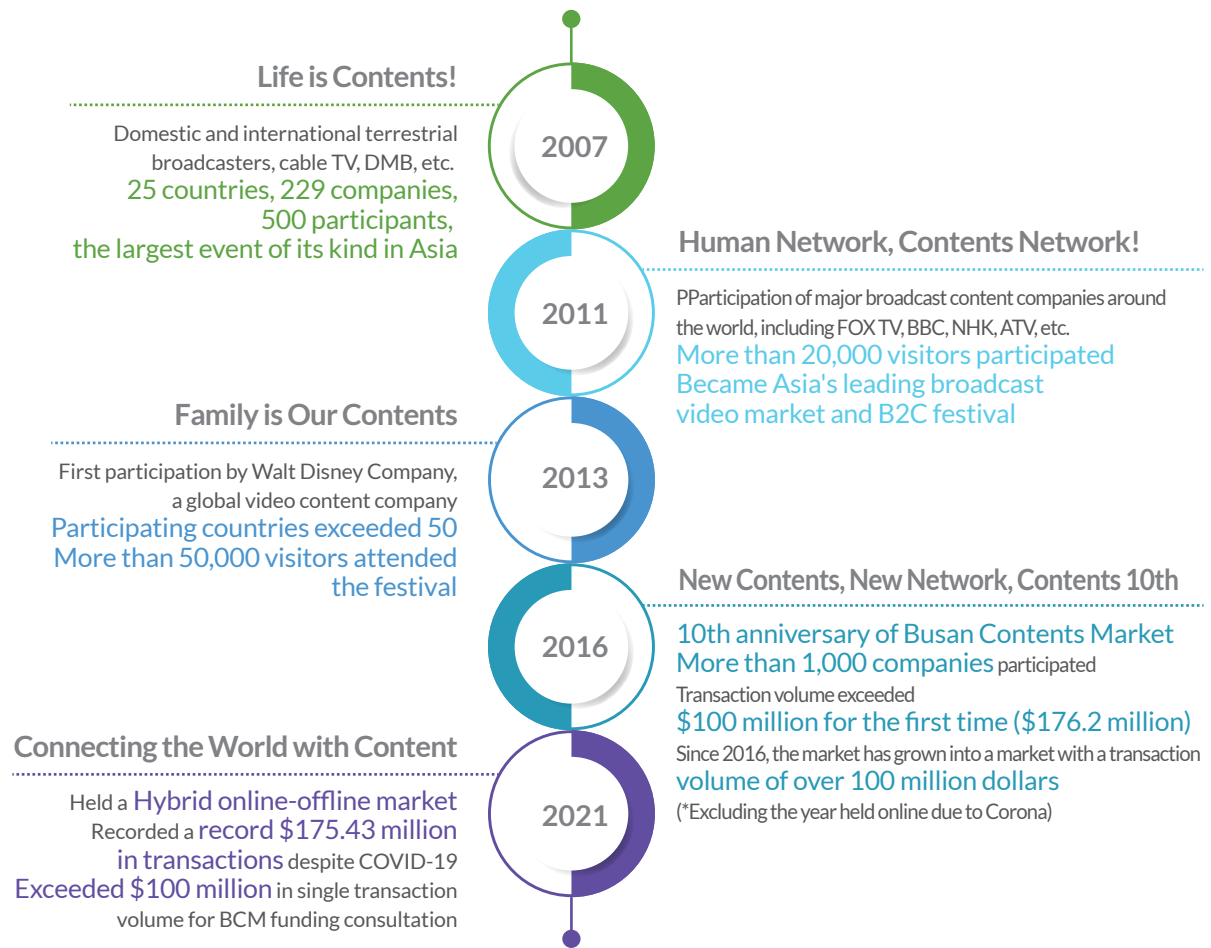 Life is Contents!
Domestic and international terrestrial
broadcasters, cable TV, DMB, etc.
25 countries, 229 companies,
500 participants,
the largest event of its kind in Asia
2007
Human Network, Contents Network!
PParticipation of major broadcast content companies around
the world, including FOX TV, BBC, NHK, ATV, etc.
More than 20,000 visitors participated
Became Asia's leading broadcast
video market and B2C festival
2011
Family is Our Contents
First participation by Walt Disney Company,
a global video content company
Participating countries exceeded 50
More than 50,000 visitors attended
the festival
2013
New Contents, New Network, Contents 10th
10th anniversary of Busan Contents Market
More than 1,000 companies participated
Transaction volume exceeded
$100 million for the first time ($176.2 million)
Since 2016, the market has grown into a market with a transaction
volume of over 100 million dollars
(*Excluding the year held online due to Corona)
2016
Connecting the World with Content
Held a Hybrid online-offline market
Recorded a record $175.43 million
in transactions despite COVID-19
Exceeded $100 million in single transaction
volume for BCM funding consultation
2021